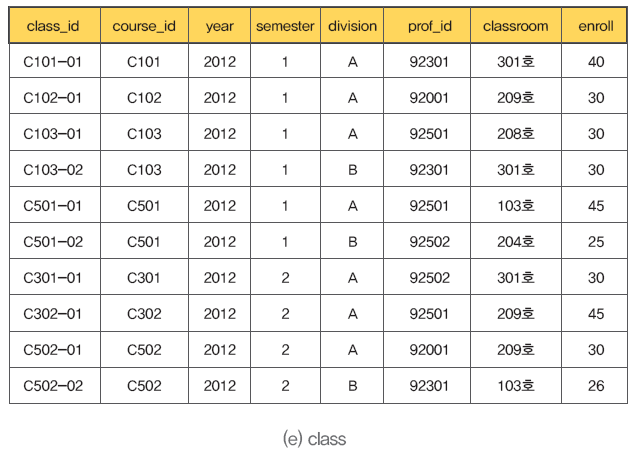 class_id course_id year semester division prof_id classroom enroll
C101-01 C101 2012 1 A 92301 301호 40
C102-01 C102 2012 1 A 92001 209호 30
C103-01 C103 2012 1 A 92501 208호 30
C103-02 C103 2012 1 B 92301 301호 30
C501-01 C501 2012 1 A 92501 103호 45
C501-02 C501 2012 1 B 92502 204호 25
C301-01 C301 2012 2 A 92502 301호 30
C302-01 C302 2012 2 A 92501 209호 45
C502-01 C502 2012 2 A 92001 209호 30
C502-02 C502 2012 2 B 92301 103호 26
(e) class